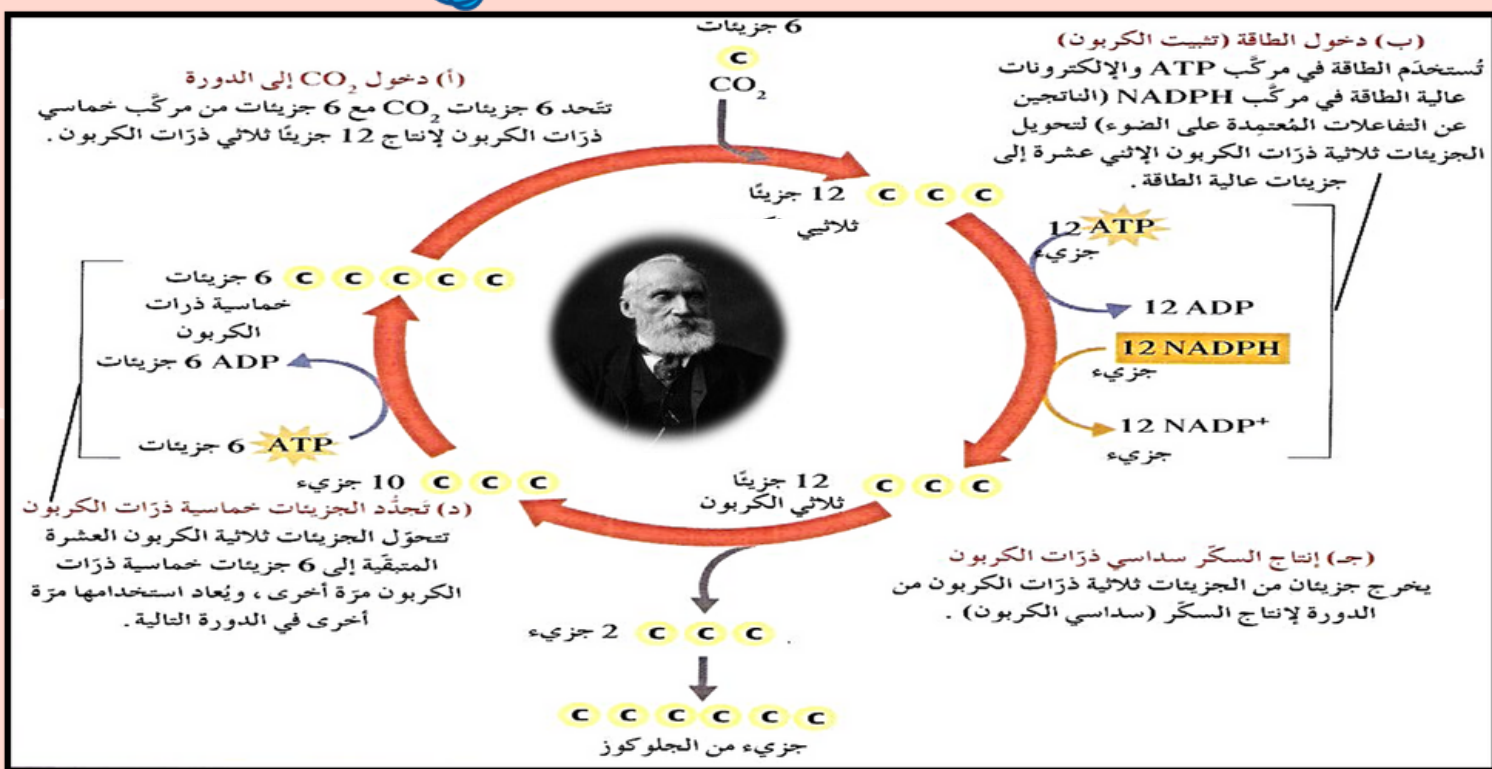 6 جزيئات
C
CO₂
(أ) دخول CO₂ إلى الدورة
تتّحد 6 جزيئات CO₂ مع 6 جزيئات من مركّب خماسي
ذرّات الكربون لإنتاج 12 جزيئًا ثلاثي ذرّات الكربون.
(ب) دخول الطاقة (تثبيت الكربون)
تُستخدَم الطاقة في مركّب ATP والإلكترونات
عالية الطاقة في مركّب NADPH (الناتجين
عن التفاعلات المُعتمِدة على الضوء) لتحويل
الجزيئات ثلاثية ذرّات الكربون الإثني عشرة إلى
جزيئات عالية الطاقة.
12 جزيئًا C C C
ثلاثيي
12 ATP
جزيء
12 ADP
12 NADPH
جزيء
12 NADP⁺
جزيء
6 جزيئات C C C C C
خماسية ذرات
الكربون
6 ADP جزيئات
6 ATP جزيئات
10 جزيء C C C
12 جزيئًا C C C
ثلاثي الكربون
(د) تَجدُّد الجزيئات خماسية ذرّات الكربون
تتحوّل الجزيئات ثلاثية الكربون العشرة
المتبقّية إلى 6 جزيئات خماسية ذرّات
الكربون مرّة أخرى، ويُعاد استخدامها مرّة
أخرى في الدورة التالية.
(جـ) إنتاج السكّر سداسي ذرّات الكربون
يخرج جزيئان من الجزيئات ثلاثية ذرّات الكربون من
الدورة لإنتاج السكّر (سداسي الكربون).
2 جزيء C C C
C C C C C C
جزيء من الجلوكوز